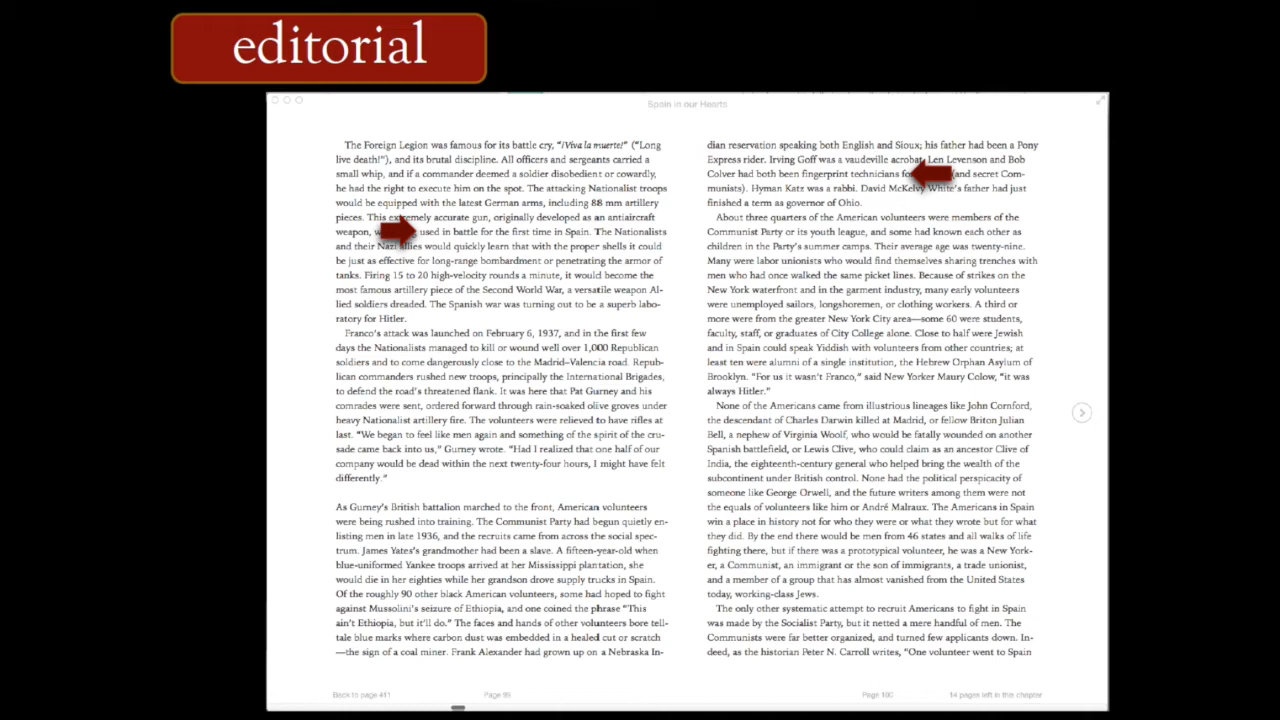 editorial
Spain in our Hearts
The Foreign Legion was famous for its battle cry, “¡Viva la muerte!” (“Long
live death!”), and its brutal discipline. All officers and sergeants carried a
small whip, and if a commander deemed a soldier disobedient or cowardly,
he had the right to execute him on the spot. The attacking Nationalist troops
would be equipped with the latest German arms, including 88 mm artillery
pieces. This extremely accurate gun, originally developed as an antiaircraft
weapon, used in battle for the first time in Spain. The Nationalists
and their Nazi allies would quickly learn that with the proper shells it could
be just as effective for long-range bombardment or penetrating the armor of
tanks. Firing 15 to 20 high-velocity rounds a minute, it would become the
most famous artillery piece of the Second World War, a versatile weapon Al-
lied soldiers dreaded. The Spanish war was turning out to be a superb labo-
ratory for Hitler.
Franco’s attack was launched on February 6, 1937, and in the first few
days the Nationalists managed to kill or wound well over 1,000 Republican
soldiers and to come dangerously close to the Madrid–Valencia road. Repub-
lican commanders rushed new troops, principally the International Brigades,
to defend the road’s threatened flank. It was here that Pat Gurney and his
comrades were sent, ordered forward through rain-soaked olive groves under
heavy Nationalist artillery fire. The volunteers were relieved to have rifles at
last. “We began to feel like men again and something of the spirit of the cru-
sade came back into us,” Gurney wrote. “Had I realized that one half of our
company would be dead within the next twenty-four hours, I might have felt
differently.”
As Gurney’s British battalion marched to the front, American volunteers
were being rushed into training. The Communist Party had begun quietly en-
listing men in late 1936, and the recruits came from across the social spec-
trum. James Yates’s grandmother had been a slave. A fifteen-year-old when
blue-uniformed Yankee troops arrived at her Mississippi plantation, she
would die in her eighties while her grandson drove supply trucks in Spain.
Of the roughly 90 other black American volunteers, some had hoped to fight
against Mussolini’s seizure of Ethiopia, and one coined the phrase “This
ain’t Ethiopia, but it’ll do.” The faces and hands of other volunteers bore tell-
tale blue marks where carbon dust was embedded in a healed cut or scratch
—the sign of a coal miner. Frank Alexander had grown up on a Nebraska In-
dian reservation speaking both English and Sioux; his father had been a Pony
Express rider. Irving Goff was a vaudeville acrobat. Len Levenson and Bob
Colver had both been fingerprint technicians (and secret Com-
munists). Hyman Katz was a rabbi. David McKelvy White’s father had just
finished a term as governor of Ohio.
About three quarters of the American volunteers were members of the
Communist Party or its youth league, and some had known each other as
children in the Party’s summer camps. Their average age was twenty-nine.
Many were labor unionists who would find themselves sharing trenches with
men who had once walked the same picket lines. Because of strikes on the
New York waterfront and in the garment industry, many early volunteers
were unemployed sailors, longshoremen, or clothing workers. A third or
more were from the greater New York City area—some 60 were students,
faculty, staff, or graduates of City College alone. Close to half were Jewish
and in Spain could speak Yiddish with volunteers from other countries; at
least ten were alumni of a single institution, the Hebrew Orphan Asylum of
Brooklyn. “For us it wasn’t Franco,” said New Yorker Maury Colow, “it was
always Hitler.”
None of the Americans came from illustrious lineages like John Cornford,
the descendant of Charles Darwin killed at Madrid, or fellow Briton Julian
Bell, a nephew of Virginia Woolf, who would be fatally wounded on another
Spanish battlefield, or Lewis Clive, who could claim as an ancestor Clive of
India, the eighteenth-century general who helped bring the wealth of the
subcontinent under British control. None had the political perspicacity of
someone like George Orwell, and the future writers among them were not
the equals of volunteers like him or André Malraux. The Americans in Spain
win a place in history not for who they were or what they wrote but for what
they did. By the end there would be men from 46 states and all walks of life
fighting there, but if there was a prototypical volunteer, he was a New York-
er, a Communist, an immigrant or the son of immigrants, a trade unionist,
and a member of a group that has almost vanished from the United States
today, working-class Jews.
The only other systematic attempt to recruit Americans to fight in Spain
was made by the Socialist Party, but it netted a mere handful of men. The
Communists were far better organized, and turned few applicants down. In-
deed, as the historian Peter N. Carroll writes, “One volunteer went to Spain
Back to page 411
Page 99
Page 100
14 pages left in this chapter